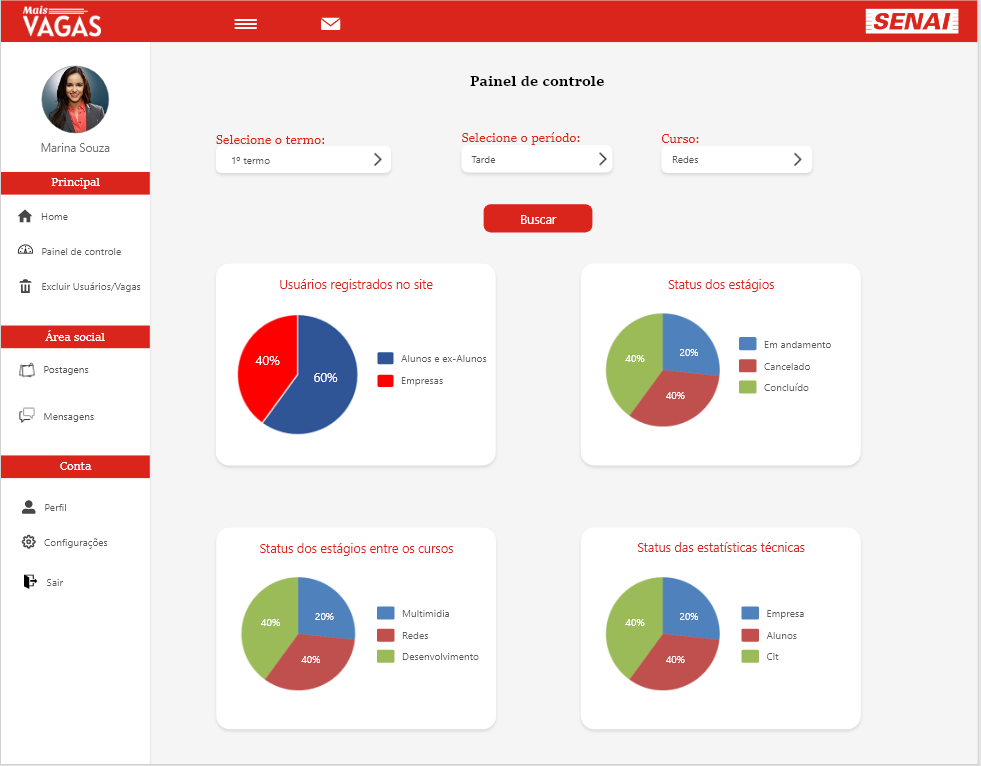 Mais
VAGAS
SENAI
Marina Souza
Principal
Home
Painel de controle
Excluir Usuários/Vagas
Área social
Postagens
Mensagens
Conta
Perfil
Configurações
Sair
Painel de controle
Selecione o termo:
1º termo
Selecione o período:
Tarde
Curso:
Redes
Buscar
Usuários registrados no site
40%
60%
Alunos e ex-Alunos
Empresas
Status dos estágios
40%
20%
40%
Em andamento
Cancelado
Concluído
Status dos estágios entre os cursos
40%
20%
40%
Multimidia
Redes
Desenvolvimento
Status das estatísticas técnicas
40%
20%
40%
Empresa
Alunos
Clt